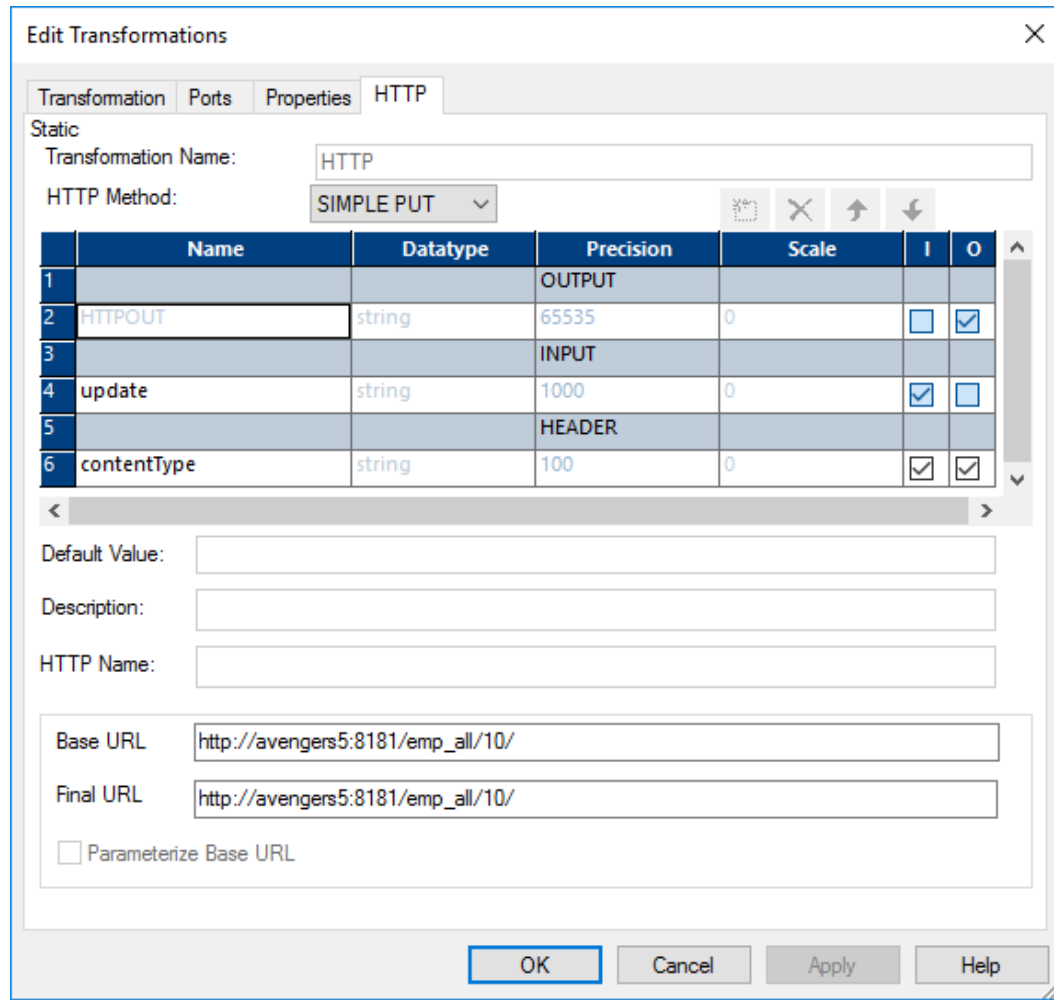 Edit Transformations
Transformation Ports Properties HTTP
Static
Transformation Name: HTTP
HTTP Method: SIMPLE PUT
Name Datatype Precision Scale I O
1 OUTPUT
2 HTTPOUT string 65535 0
3 INPUT
4 update string 1000 0
5 HEADER
6 contentType string 100 0
Default Value:
Description:
HTTP Name:
Base URL http://avengers5:8181/emp_all/10/
Final URL http://avengers5:8181/emp_all/10/
Parameterize Base URL
OK Cancel Apply Help